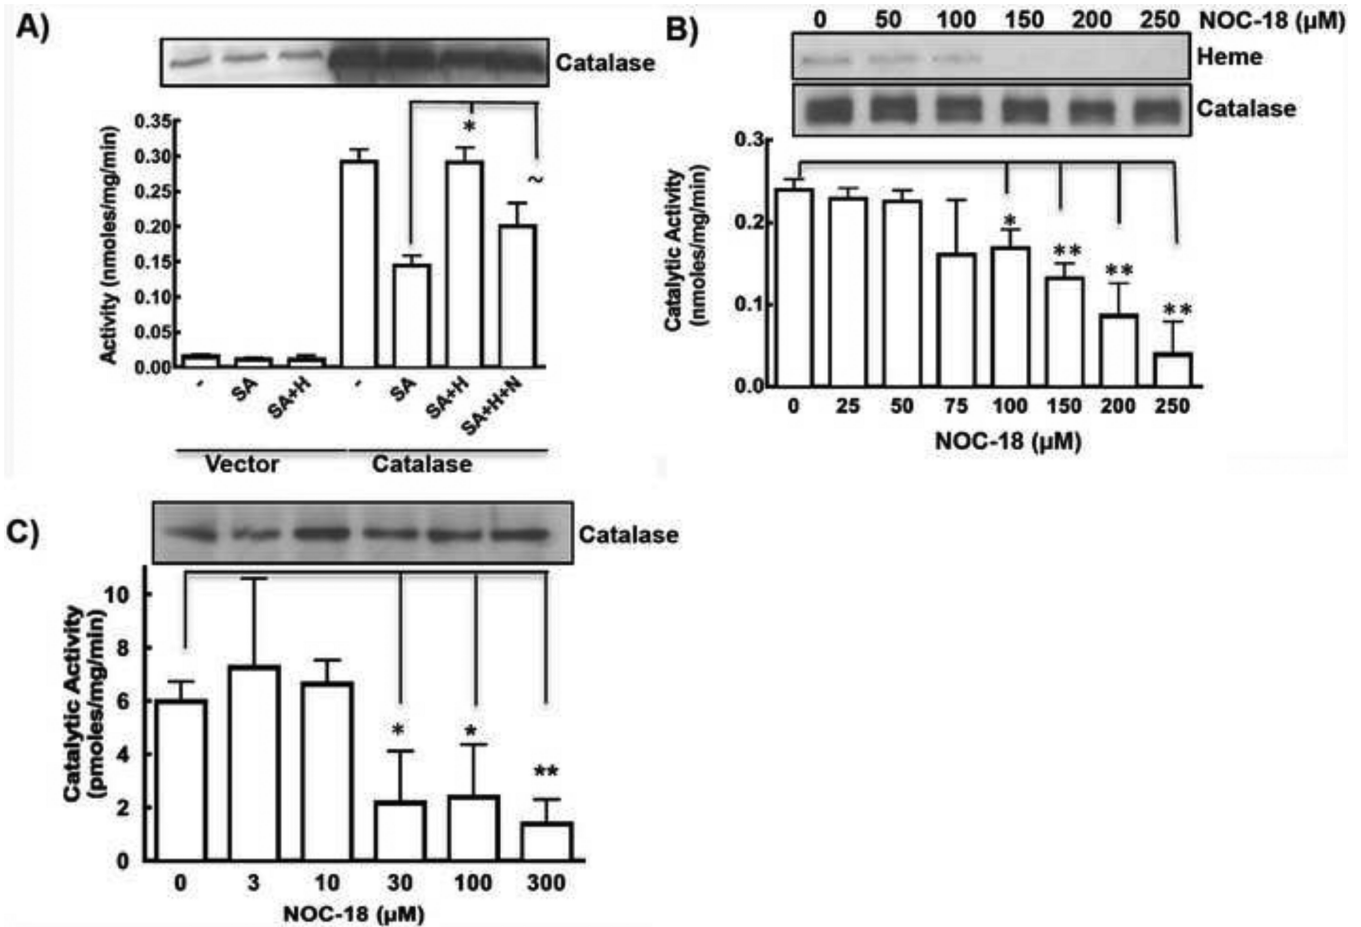 A)
Catalase
Activity (nmoles/mg/min)
0.35
0.30
0.25
0.20
0.15
0.10
0.05
0.00
*
~
- SA SA+H - SA SA+H SA+H+N
Vector Catalase
B)
0 50 100 150 200 250 NOC-18 (μM)
Heme
Catalase
Catalytic Activity
(nmoles/mg/min)
0.3
0.2
0.1
0.0
* ** ** **
0 25 50 75 100 150 200 250
NOC-18 (μM)
C)
Catalase
Catalytic Activity
(pmoles/mg/min)
10
8
6
4
2
0
* * **
0 3 10 30 100 300
NOC-18 (μM)